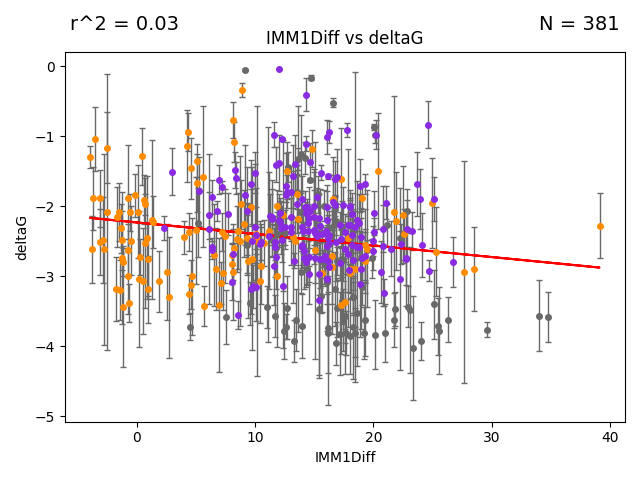 r^2 = 0.03
N = 381
IMM1Diff vs deltaG
deltaG
0
−1
−2
−3
−4
−5
0
10
20
30
40
IMM1Diff